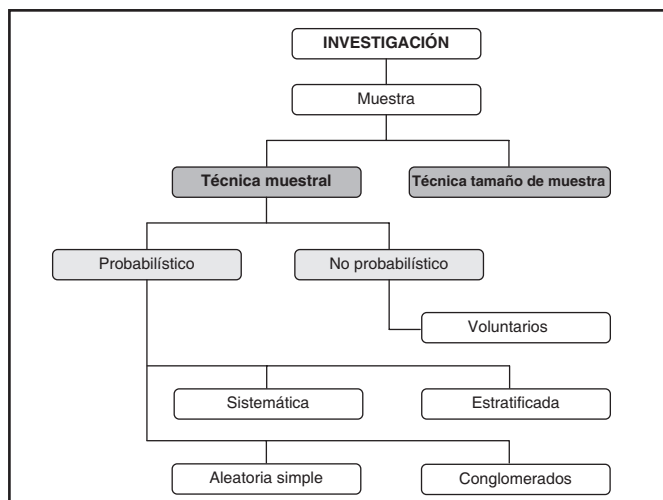 INVESTIGACIÓN
Muestra
Técnica muestral
Técnica tamaño de muestra
Probabilístico
No probabilístico
Voluntarios
Sistemática
Estratificada
Aleatoria simple
Conglomerados